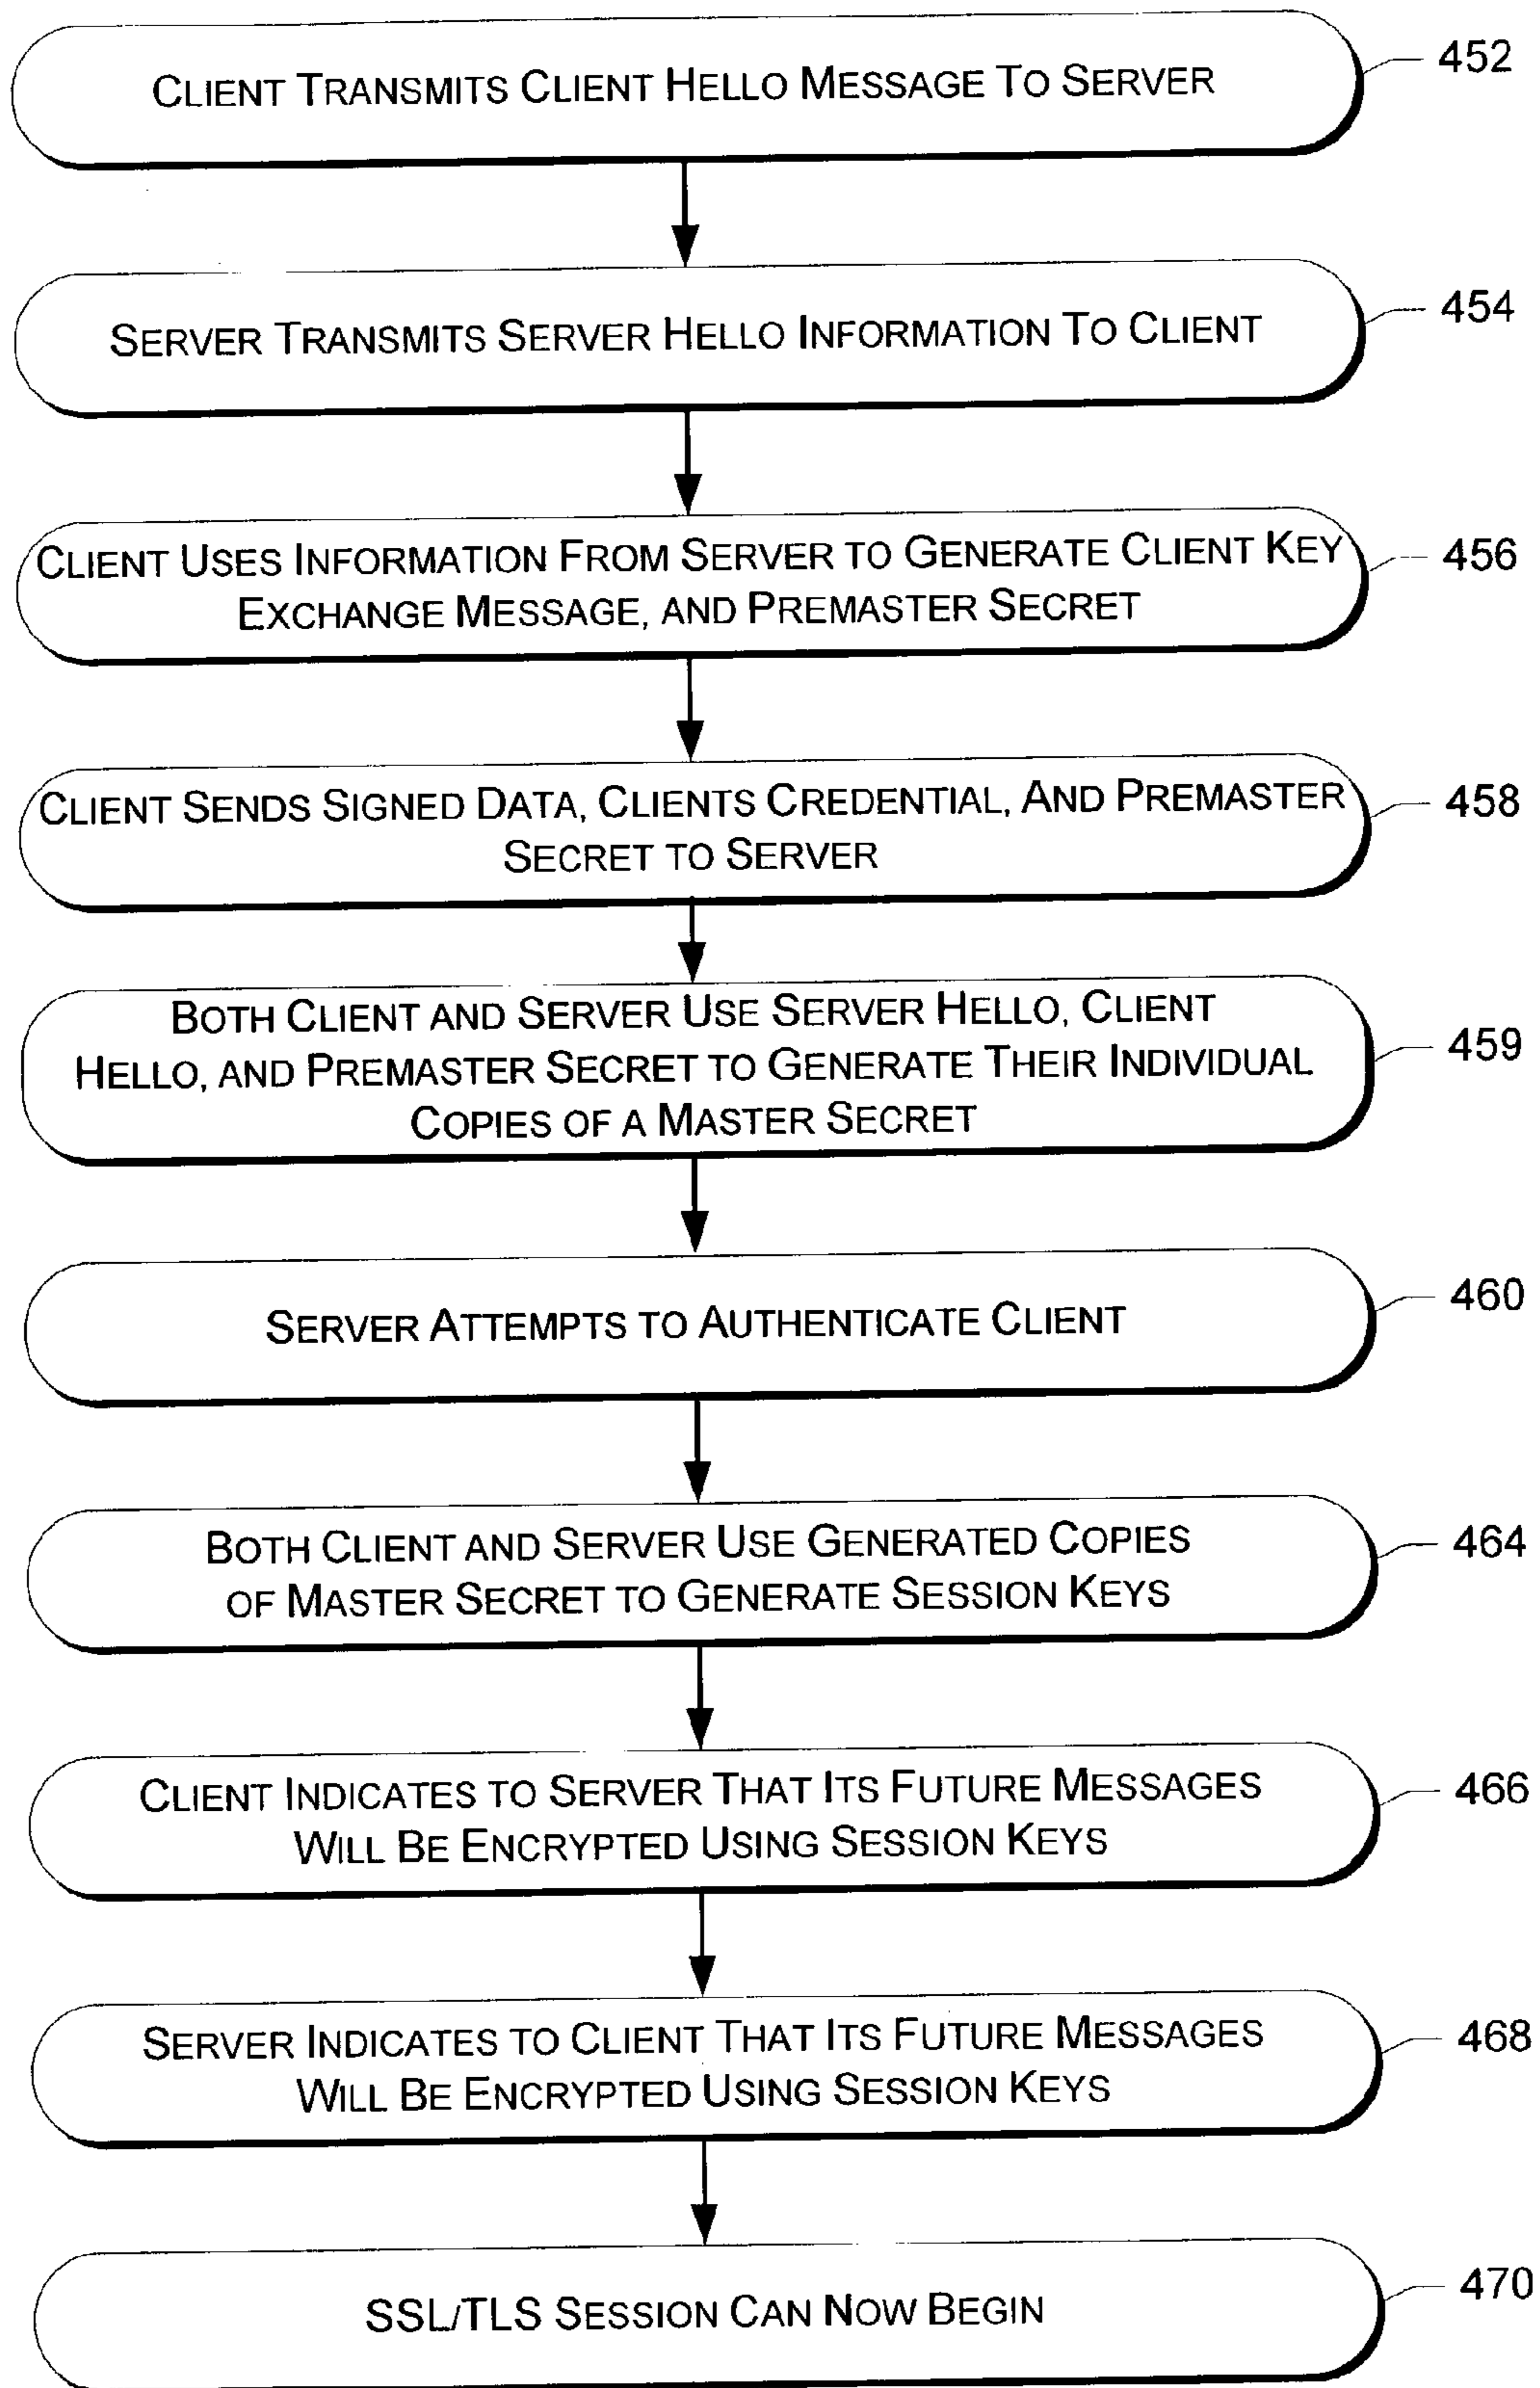 CLIENT TRANSMITS CLIENT HELLO MESSAGE TO SERVER
452
SERVER TRANSMITS SERVER HELLO INFORMATION TO CLIENT
454
CLIENT USES INFORMATION FROM SERVER TO GENERATE CLIENT KEY
EXCHANGE MESSAGE, AND PREMASTER SECRET
456
CLIENT SENDS SIGNED DATA, CLIENTS CREDENTIAL, AND PREMASTER
SECRET TO SERVER
458
BOTH CLIENT AND SERVER USE SERVER HELLO, CLIENT
HELLO, AND PREMASTER SECRET TO GENERATE THEIR INDIVIDUAL
COPIES OF A MASTER SECRET
459
SERVER ATTEMPTS TO AUTHENTICATE CLIENT
460
BOTH CLIENT AND SERVER USE GENERATED COPIES
OF MASTER SECRET TO GENERATE SESSION KEYS
464
CLIENT INDICATES TO SERVER THAT ITS FUTURE MESSAGES
WILL BE ENCRYPTED USING SESSION KEYS
466
SERVER INDICATES TO CLIENT THAT ITS FUTURE MESSAGES
WILL BE ENCRYPTED USING SESSION KEYS
468
SSL/TLS SESSION CAN NOW BEGIN
470